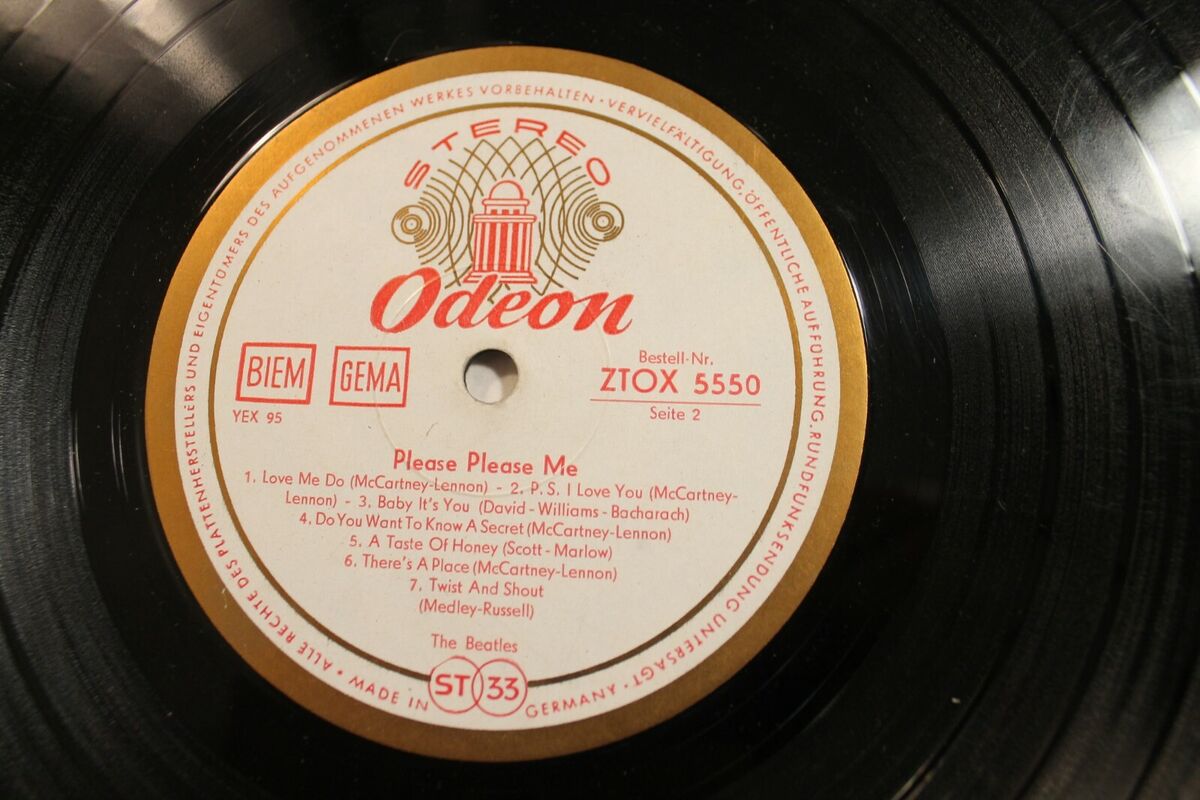 ALLE RECHTE DES PLATTENHERSTELLERS UND EIGENTÜMERS DES AUFGENOMMENEN WERKES VORBEHALTEN · VERVIELFÄLTIGUNG, ÖFFENTLICHE AUFFÜHRUNG, RUNDFUNKSENDUNG UNTERSAGT ·
STEREO
Odeon
BIEM GEMA
YEX 95
Bestell-Nr.
ZTOX 5550
Seite 2
Please Please Me
1. Love Me Do (McCartney-Lennon) - 2. P.S. I Love You (McCartney-
Lennon) - 3. Baby It's You (David - Williams - Bacharach)
4. Do You Want To Know A Secret (McCartney-Lennon)
5. A Taste Of Honey (Scott - Marlow)
6. There's A Place (McCartney-Lennon)
7. Twist And Shout
(Medley-Russell)
The Beatles
ST 33
· MADE IN GERMANY ·